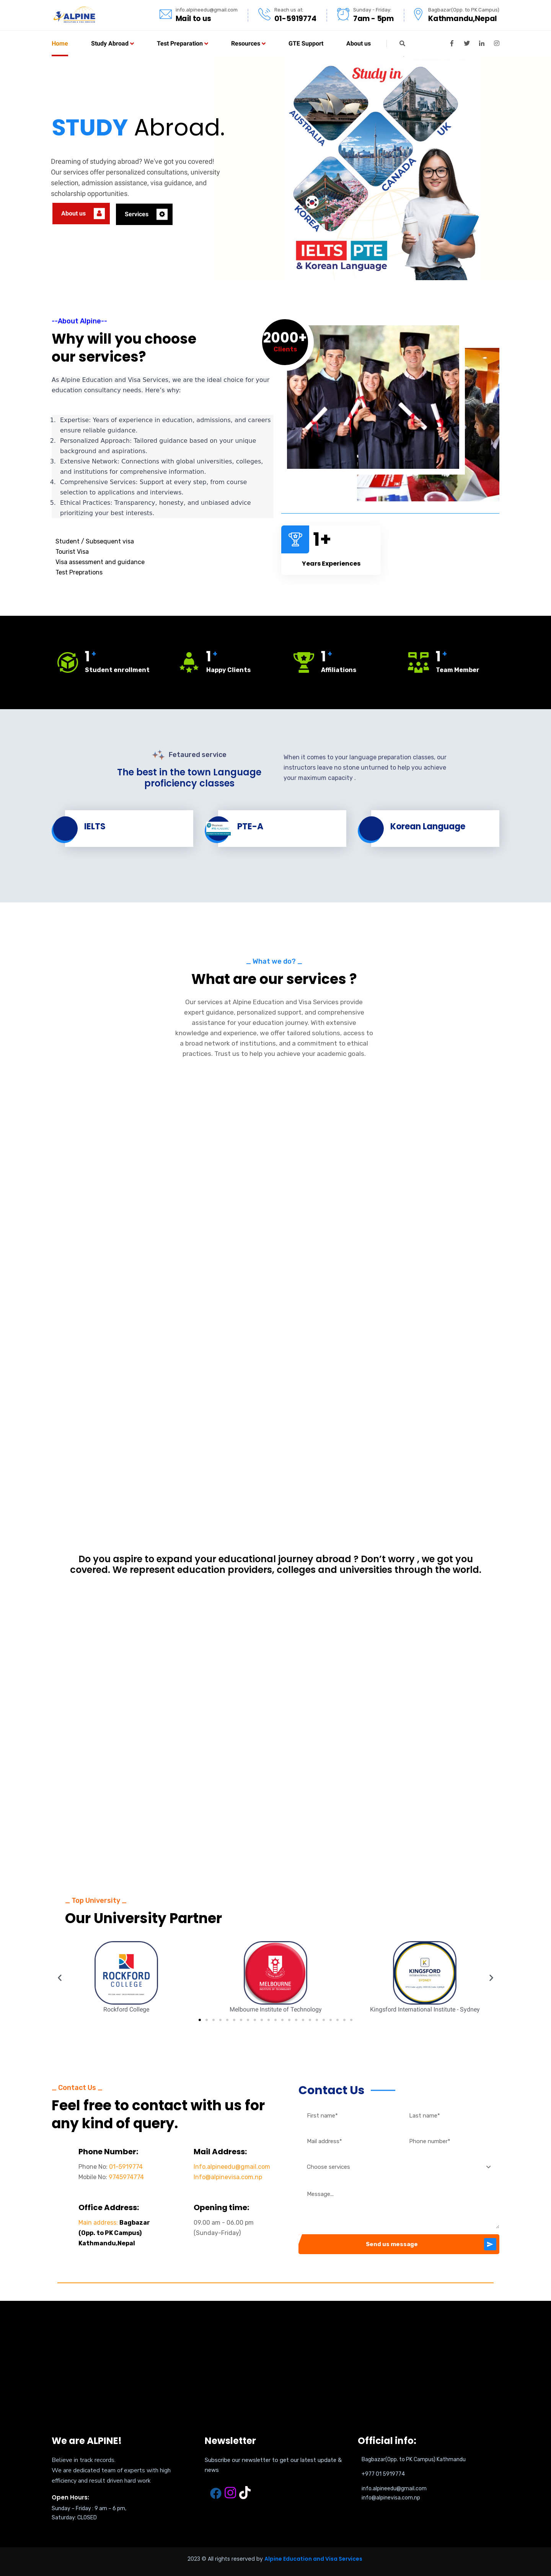 ALPINE
info.alpineedu@gmail.com
Mail to us
Reach us at
01-5919774
Sunday - Friday
7am - 5pm
Bagbazar(Opp. to PK Campus)
Kathmandu,Nepal
Home
Study Abroad
Test Preparation
Resources
GTE Support
About us
STUDY Abroad.
Dreaming of studying abroad? We've got you covered!
Our services offer personalized consultations, university
selection, admission assistance, visa guidance, and
scholarship opportunities.
About us
Services
Study in
AUSTRALIA
UK
CANADA
KOREA
IELTS PTE
& Korean Language
--About Alpine--
Why will you choose
our services?
As Alpine Education and Visa Services, we are the ideal choice for your
education consultancy needs. Here's why:
1. Expertise: Years of experience in education, admissions, and careers
ensure reliable guidance.
2. Personalized Approach: Tailored guidance based on your unique
background and aspirations.
3. Extensive Network: Connections with global universities, colleges,
and institutions for comprehensive information.
4. Comprehensive Services: Support at every step, from course
selection to applications and interviews.
5. Ethical Practices: Transparency, honesty, and unbiased advice
prioritizing your best interests.
Student / Subsequent visa
Tourist Visa
Visa assessment and guidance
Test Preprations
2000+
Clients
1+
Years Experiences
1 +
Student enrollment
1 +
Happy Clients
1 +
Affiliations
1 +
Team Member
Fetaured service
The best in the town Language
proficiency classes
When it comes to your language preparation classes, our
instructors leave no stone unturned to help you achieve
your maximum capacity .
IELTS
PTE-A
Korean Language
_ What we do? _
What are our services ?
Our services at Alpine Education and Visa Services provide
expert guidance, personalized support, and comprehensive
assistance for your education journey. With extensive
knowledge and experience, we offer tailored solutions, access to
a broad network of institutions, and a commitment to ethical
practices. Trust us to help you achieve your academic goals.
Do you aspire to expand your educational journey abroad ? Don't worry , we got you
covered. We represent education providers, colleges and universities through the world.
_ Top University _
Our University Partner
ROCKFORD
COLLEGE
MELBOURNE
KINGSFORD
Rockford College
Melbourne Institute of Technology
Kingsford International Institute - Sydney
_ Contact Us _
Feel free to contact with us for
any kind of query.
Phone Number:
Phone No: 01-5919774
Mobile No: 9745974774
Mail Address:
Info.alpineedu@gmail.com
Info@alpinevisa.com.np
Office Address:
Main address: Bagbazar
(Opp. to PK Campus)
Kathmandu,Nepal
Opening time:
09.00 am - 06.00 pm
(Sunday-Friday)
Contact Us
First name*
Last name*
Mail address*
Phone number*
Choose services
Message...
Send us message
We are ALPINE!
Believe in track records.
We are dedicated team of experts with high
efficiency and result driven hard work
Open Hours:
Sunday – Friday : 9 am – 6 pm,
Saturday: CLOSED
Newsletter
Subscribe our newsletter to get our latest update &
news
Official info:
Bagbazar(Opp. to PK Campus) Kathmandu
+977 01 5919774
info.alpineedu@gmail.com
info@alpinevisa.com.np
2023 © All rights reserved by Alpine Education and Visa Services